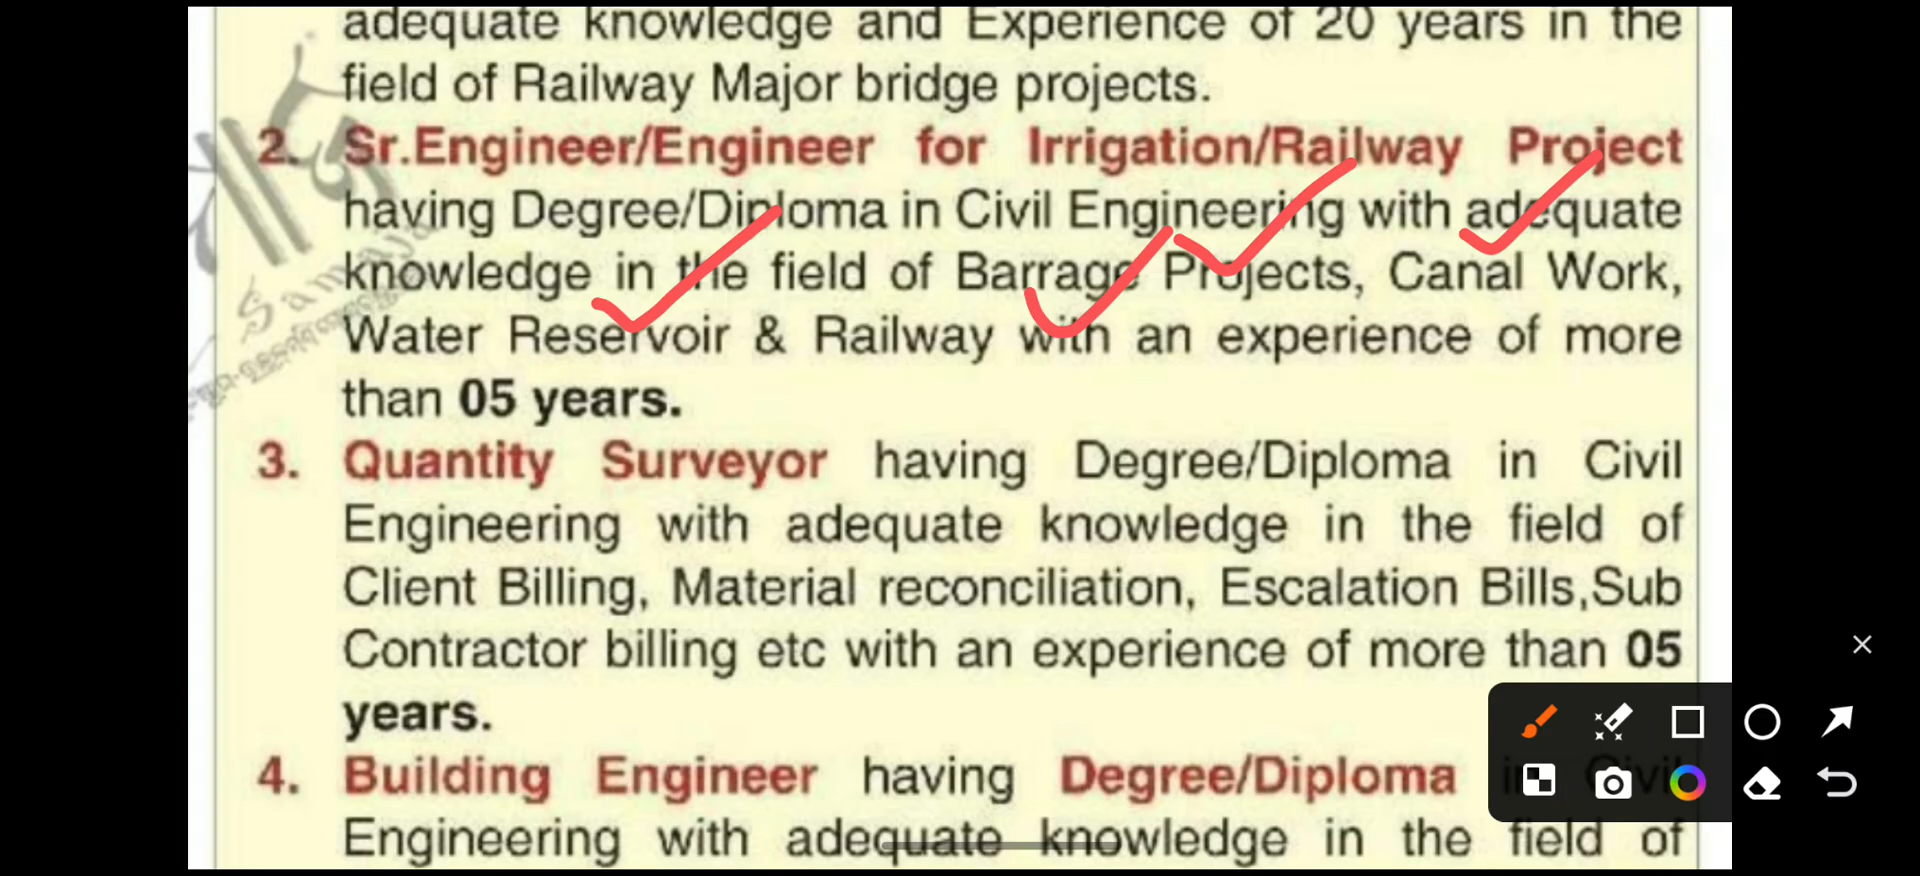 adequate knowledge and Experience of 20 years in the
field of Railway Major bridge projects.
2. Sr.Engineer/Engineer for Irrigation/Railway Project
having Degree/Diploma in Civil Engineering with adequate
knowledge in the field of Barrage Projects, Canal Work,
Water Reservoir & Railway with an experience of more
than 05 years.
3. Quantity Surveyor having Degree/Diploma in Civil
Engineering with adequate knowledge in the field of
Client Billing, Material reconciliation, Escalation Bills,Sub
Contractor billing etc with an experience of more than 05
years.
4. Building Engineer having Degree/Diploma in Civil
Engineering with adequate knowledge in the field of